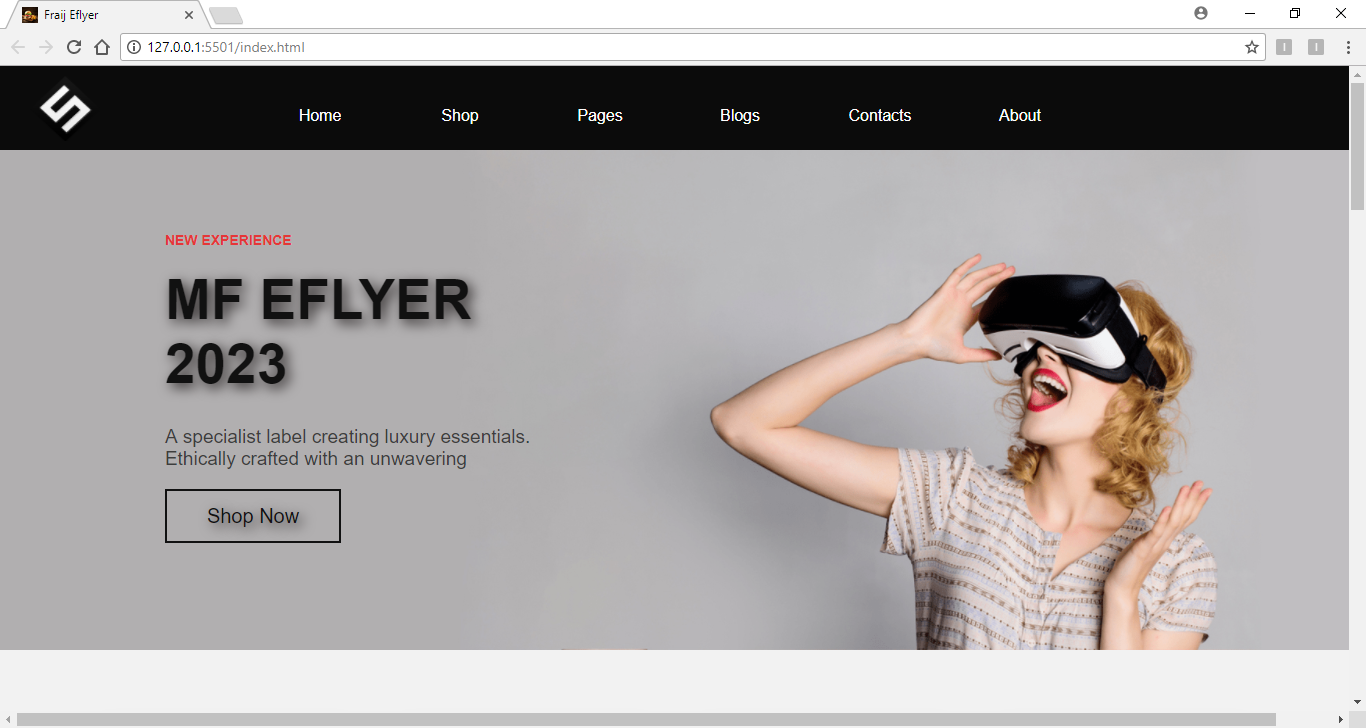 Fraij Eflyer
127.0.0.1:5501/index.html
Home Shop Pages Blogs Contacts About
NEW EXPERIENCE
MF EFLYER
2023
A specialist label creating luxury essentials.
Ethically crafted with an unwavering
Shop Now